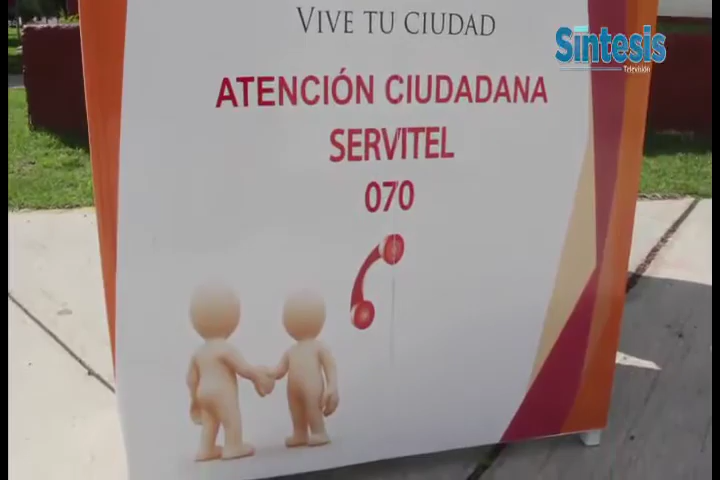 VIVE TU CIUDAD
Síntesis
Televisión
ATENCIÓN CIUDADANA
SERVITEL
070